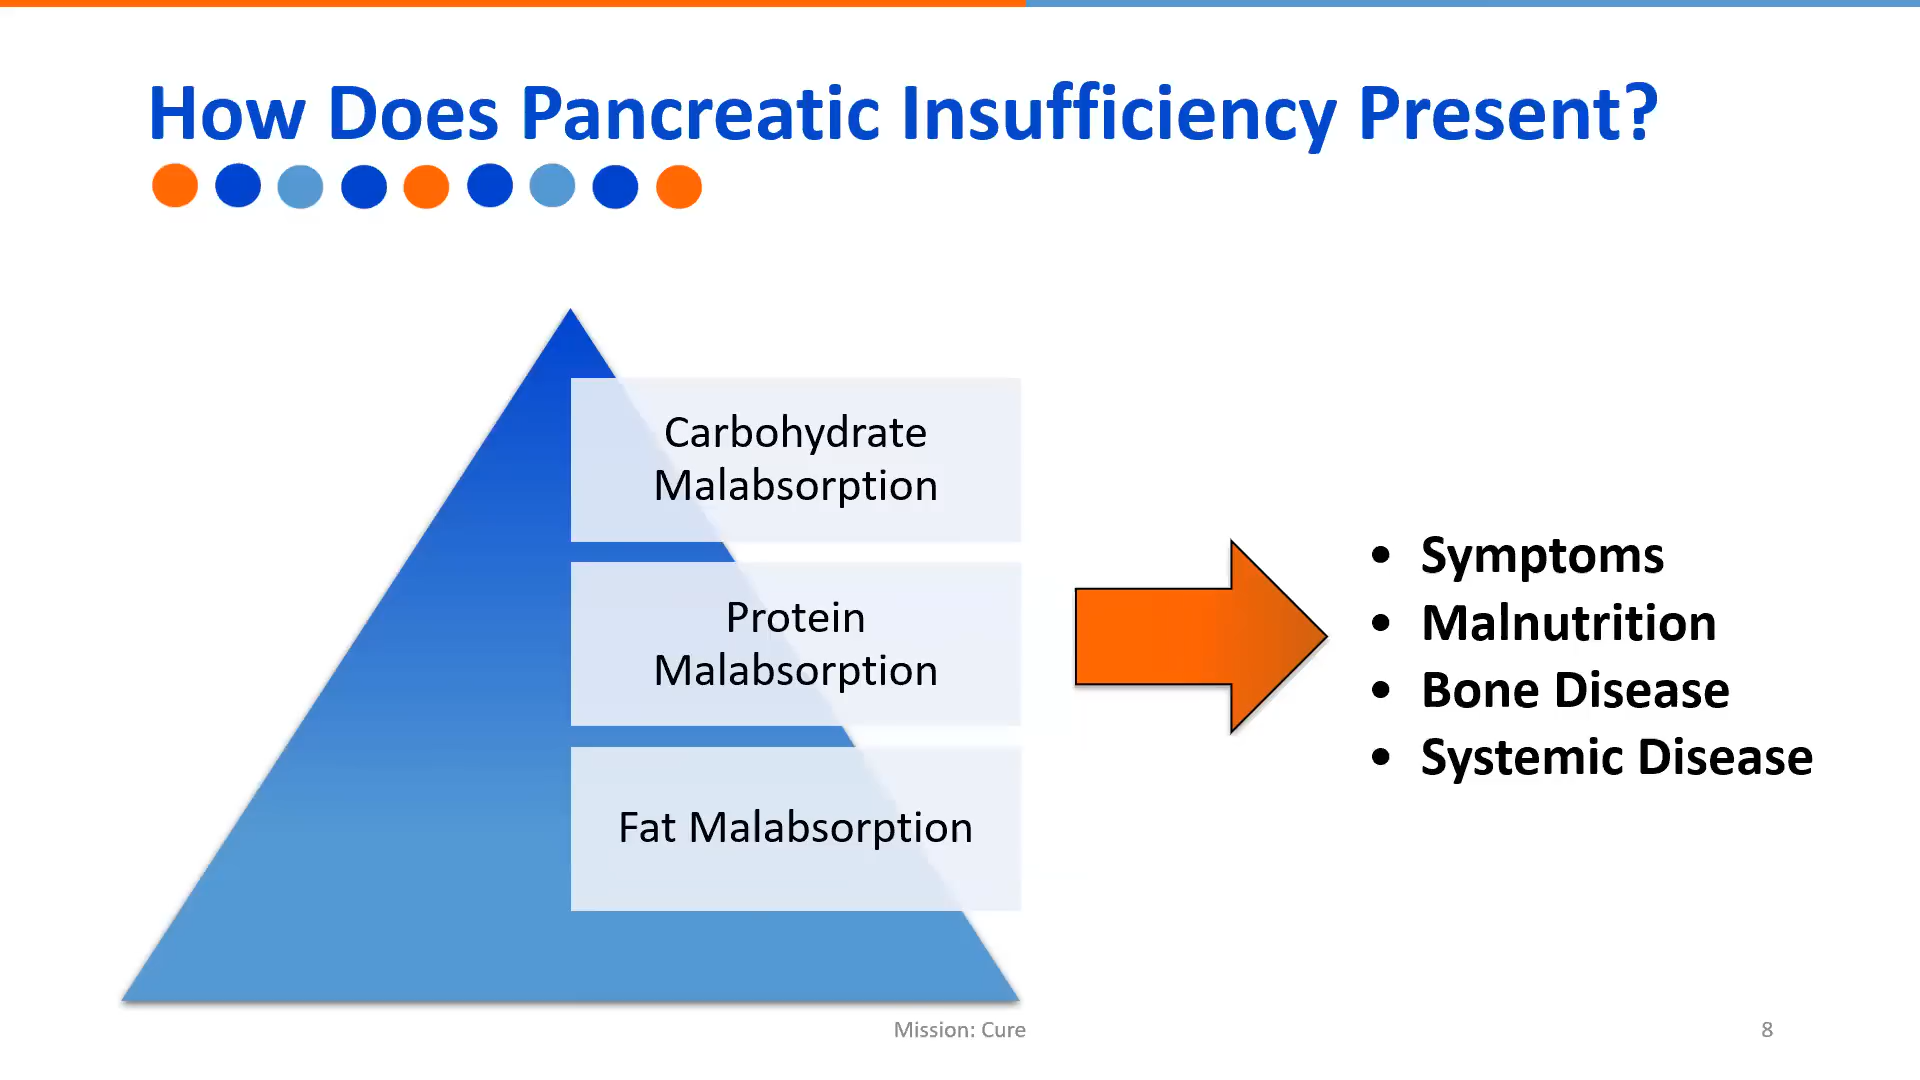 How Does Pancreatic Insufficiency Present?
Carbohydrate
Malabsorption
Protein
Malabsorption
Fat Malabsorption
• Symptoms
• Malnutrition
• Bone Disease
• Systemic Disease
Mission: Cure
8